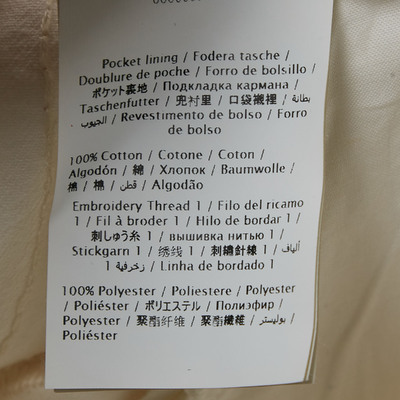 Pocket lining / Fodera tasche /
Doublure de poche / Forro de bolsillo /
ポケット裏地 / Подкладка кармана /
Taschenfutter / 兜衬里 / 口袋襯裡 / بطانة
الجيوب / Revestimento de bolso / Forro
de bolso
100% Cotton / Cotone / Coton /
Algodón / 綿 / Хлопок / Baumwolle /
棉 / 棉 / قطن / Algodão
Embroidery Thread 1 / Filo del ricamo
1 / Fil à broder 1 / Hilo de bordar 1 /
刺しゅう糸 1 / вышивка нитью 1 /
Stickgarn 1 / 绣线 1 / 刺繡針線 1 / ألياف
زخرفية 1 / Linha de bordado 1
100% Polyester / Poliestere / Polyester
/ Poliéster / ポリエステル / Полиэфир /
Polyester / 聚酯纤维 / 聚酯纖維 / بوليستر /
Poliéster